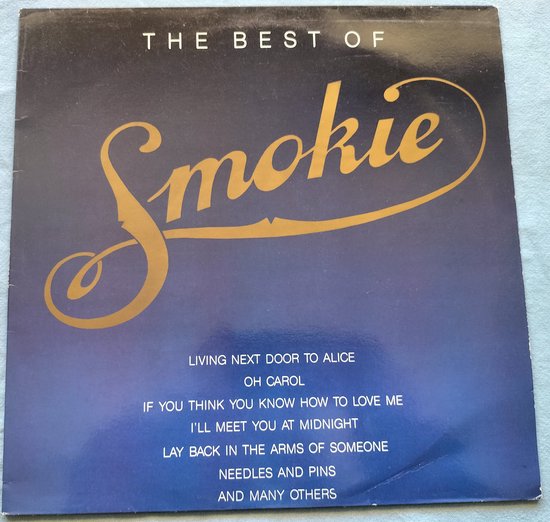 THE BEST OF
Smokie
LIVING NEXT DOOR TO ALICE
OH CAROL
IF YOU THINK YOU KNOW HOW TO LOVE ME
I'LL MEET YOU AT MIDNIGHT
LAY BACK IN THE ARMS OF SOMEONE
NEEDLES AND PINS
AND MANY OTHERS